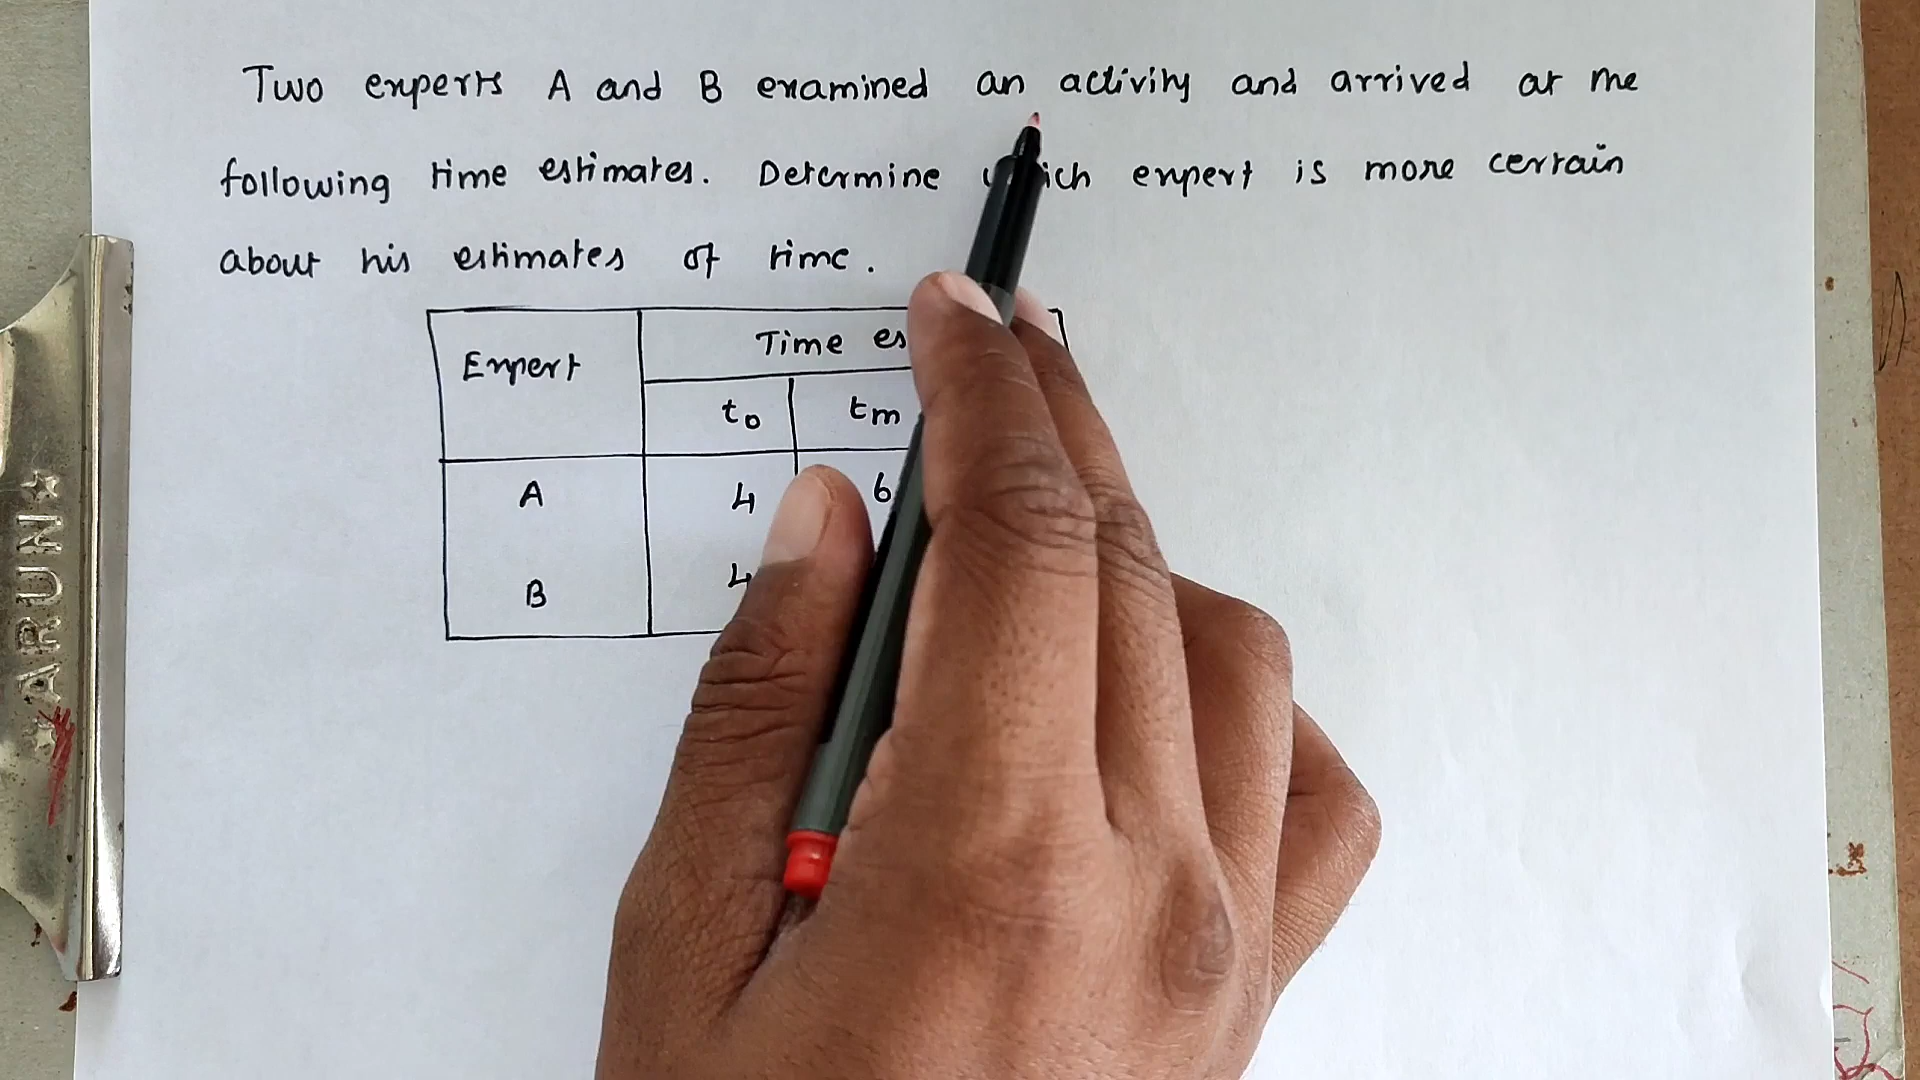 Two experts A and B examined an activity and arrived at the
following time estimates. Determine which expert is more certain
about his estimates of time.
Expert Time es
to tm
A 4 6
B 4
ARUN